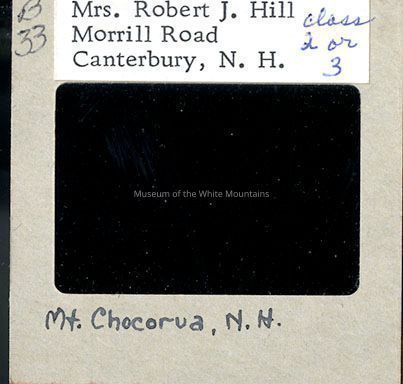 B
33
Mrs. Robert J. Hill
Morrill Road
Canterbury, N. H.
class
2 or
3
Museum of the White Mountains
Mt. Chocorua, N.H.